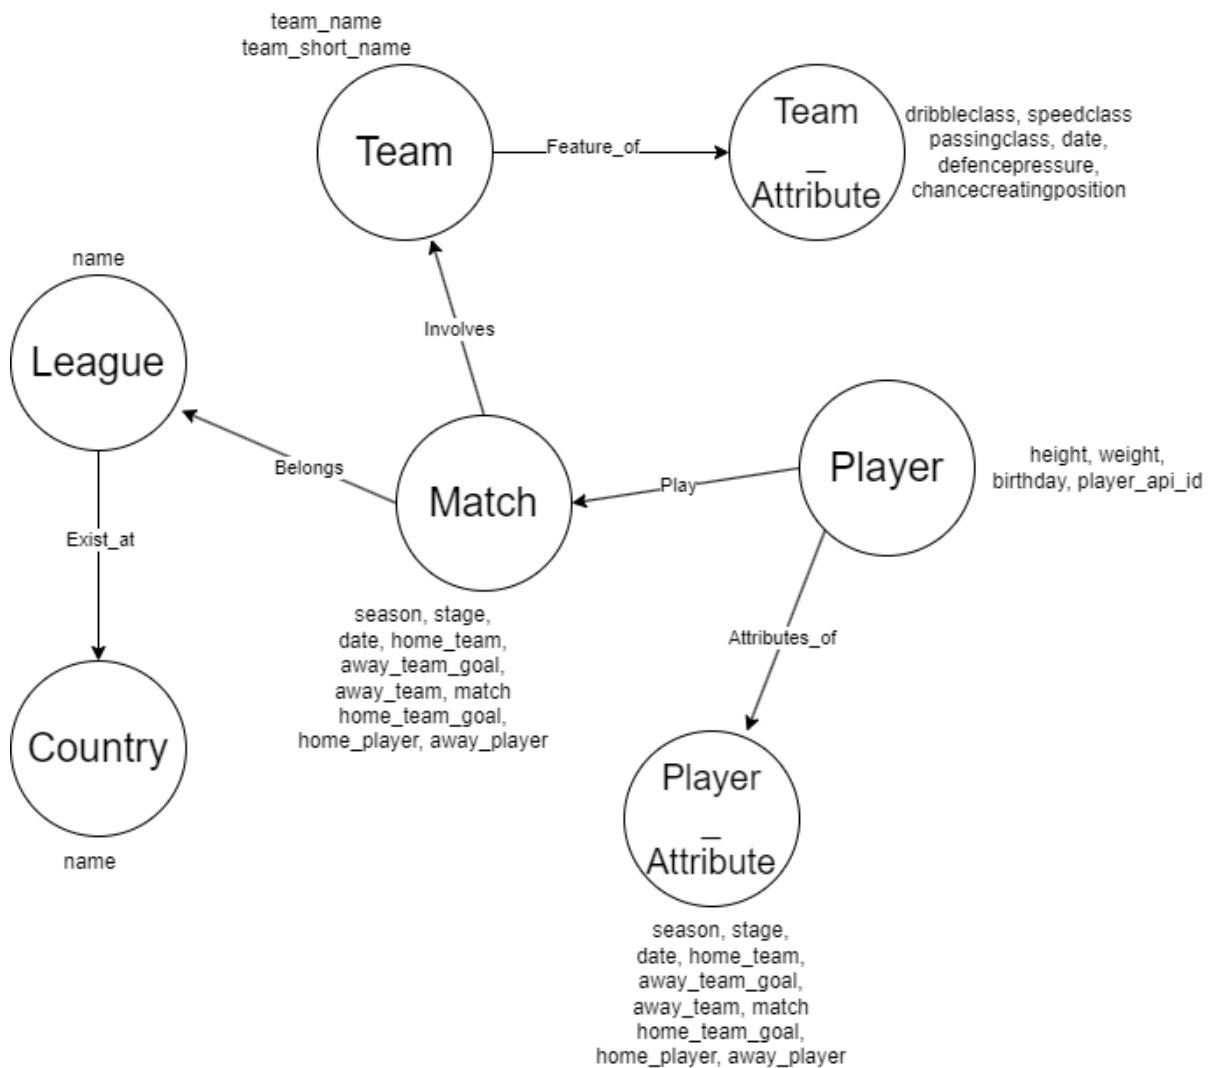 team_name
team_short_name
Team
Feature_of
Team
_
Attribute
dribbleclass, speedclass
passingclass, date,
defencepressure,
chancecreatingposition
name
League
Involves
Belongs
Match
Play
Player
height, weight,
birthday, player_api_id
Exist_at
season, stage,
date, home_team,
away_team_goal,
away_team, match
home_team_goal,
home_player, away_player
Attributes_of
Country
name
Player
_
Attribute
season, stage,
date, home_team,
away_team_goal,
away_team, match
home_team_goal,
home_player, away_player